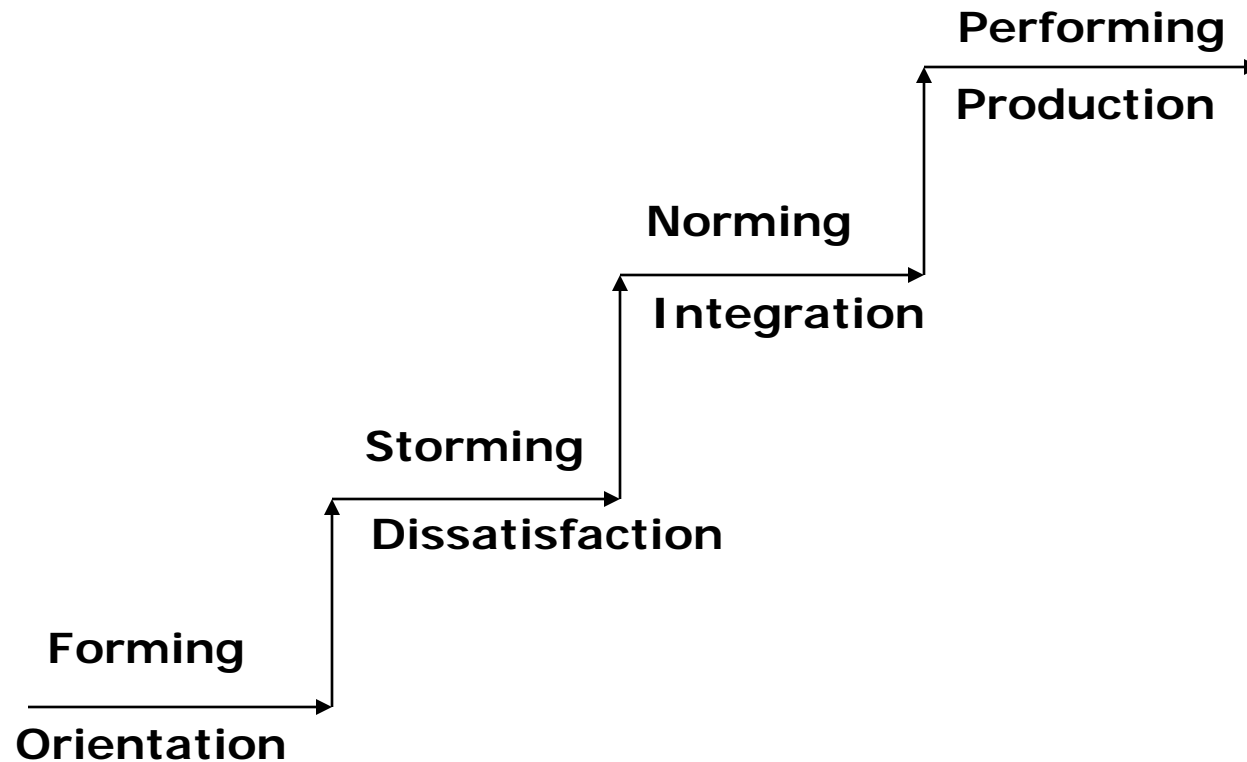 Performing
Production
Norming
Integration
Storming
Dissatisfaction
Forming
Orientation